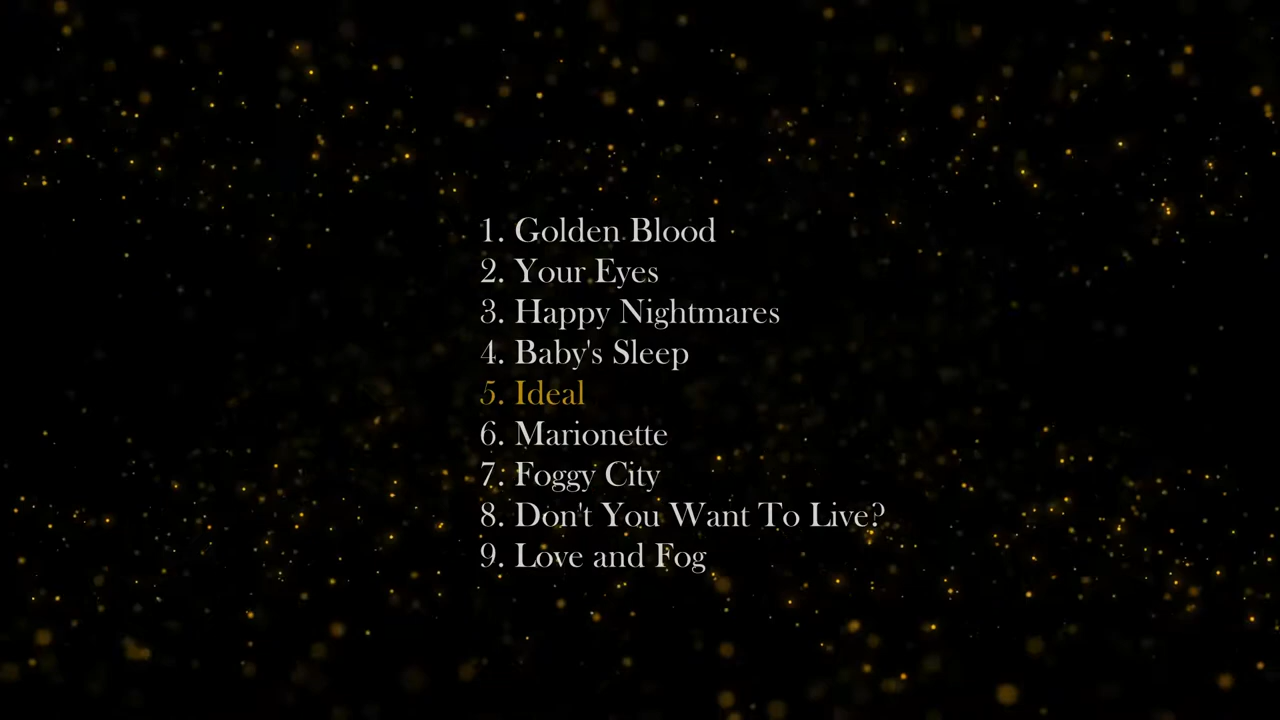 1. Golden Blood
2. Your Eyes
3. Happy Nightmares
4. Baby's Sleep
5. Ideal
6. Marionette
7. Foggy City
8. Don't You Want To Live?
9. Love and Fog